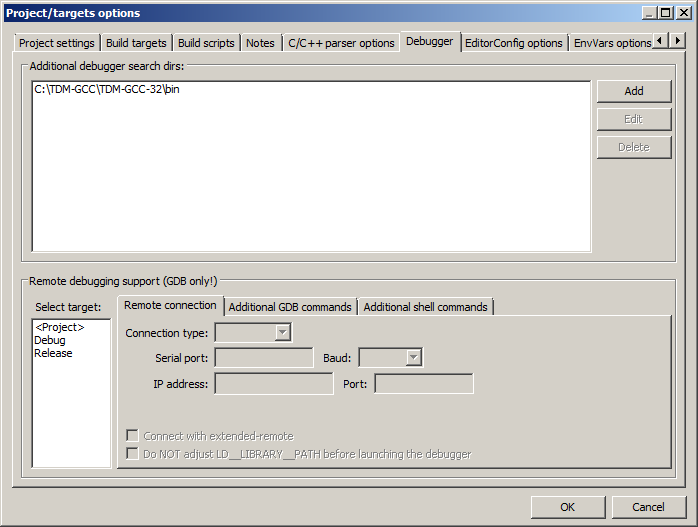 Project/targets options
Project settings Build targets Build scripts Notes C/C++ parser options Debugger EditorConfig options EnVars options
Additional debugger search dirs:
C:\TDM-GCC\TDM-GCC-32\bin
Add
Edit
Delete
Remote debugging support (GDB only!)
Select target:
<Project>
Debug
Release
Remote connection Additional GDB commands Additional shell commands
Connection type:
Serial port: Baud:
IP address: Port:
Connect with extended-remote
Do NOT adjust LD__LIBRARY__PATH before launching the debugger
OK Cancel